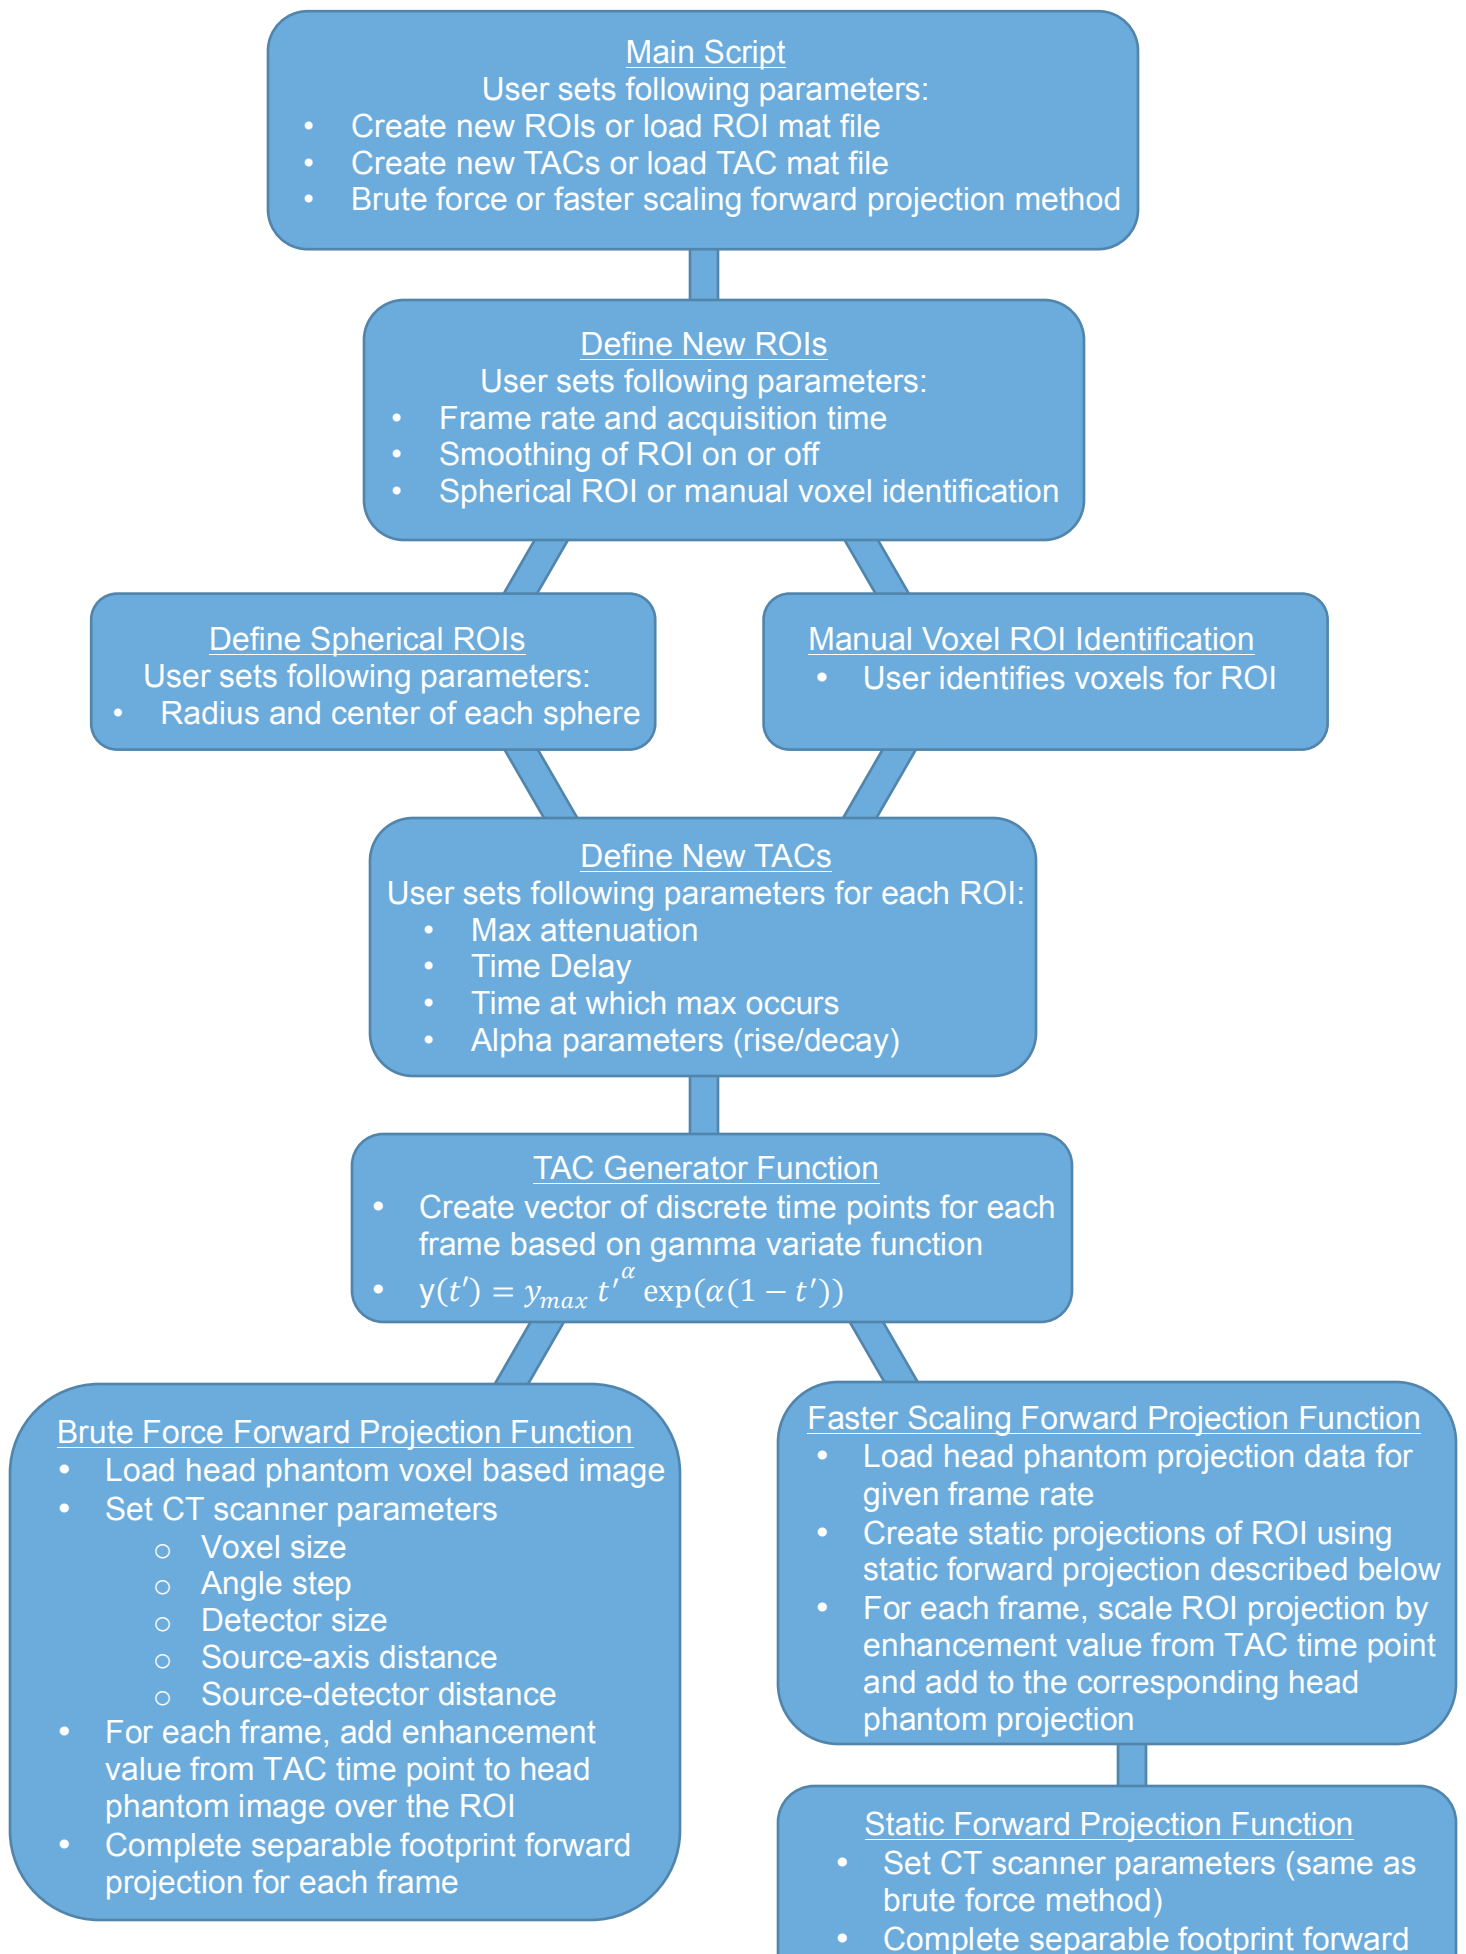 Main Script
User sets following parameters:
• Create new ROIs or load ROI mat file
• Create new TACs or load TAC mat file
• Brute force or faster scaling forward projection method
Define New ROIs
User sets following parameters:
• Frame rate and acquisition time
• Smoothing of ROI on or off
• Spherical ROI or manual voxel identification
Define Spherical ROIs
User sets following parameters:
• Radius and center of each sphere
Manual Voxel ROI Identification
• User identifies voxels for ROI
Define New TACs
User sets following parameters for each ROI:
• Max attenuation
• Time Delay
• Time at which max occurs
• Alpha parameters (rise/decay)
TAC Generator Function
• Create vector of discrete time points for each
frame based on gamma variate function
• y(t′) = y_max t′^α exp(α(1 − t′))
Brute Force Forward Projection Function
• Load head phantom voxel based image
• Set CT scanner parameters
o Voxel size
o Angle step
o Detector size
o Source-axis distance
o Source-detector distance
• For each frame, add enhancement
value from TAC time point to head
phantom image over the ROI
• Complete separable footprint forward
projection for each frame
Faster Scaling Forward Projection Function
• Load head phantom projection data for
given frame rate
• Create static projections of ROI using
static forward projection described below
• For each frame, scale ROI projection by
enhancement value from TAC time point
and add to the corresponding head
phantom projection
Static Forward Projection Function
• Set CT scanner parameters (same as
brute force method)
• Complete separable footprint forward